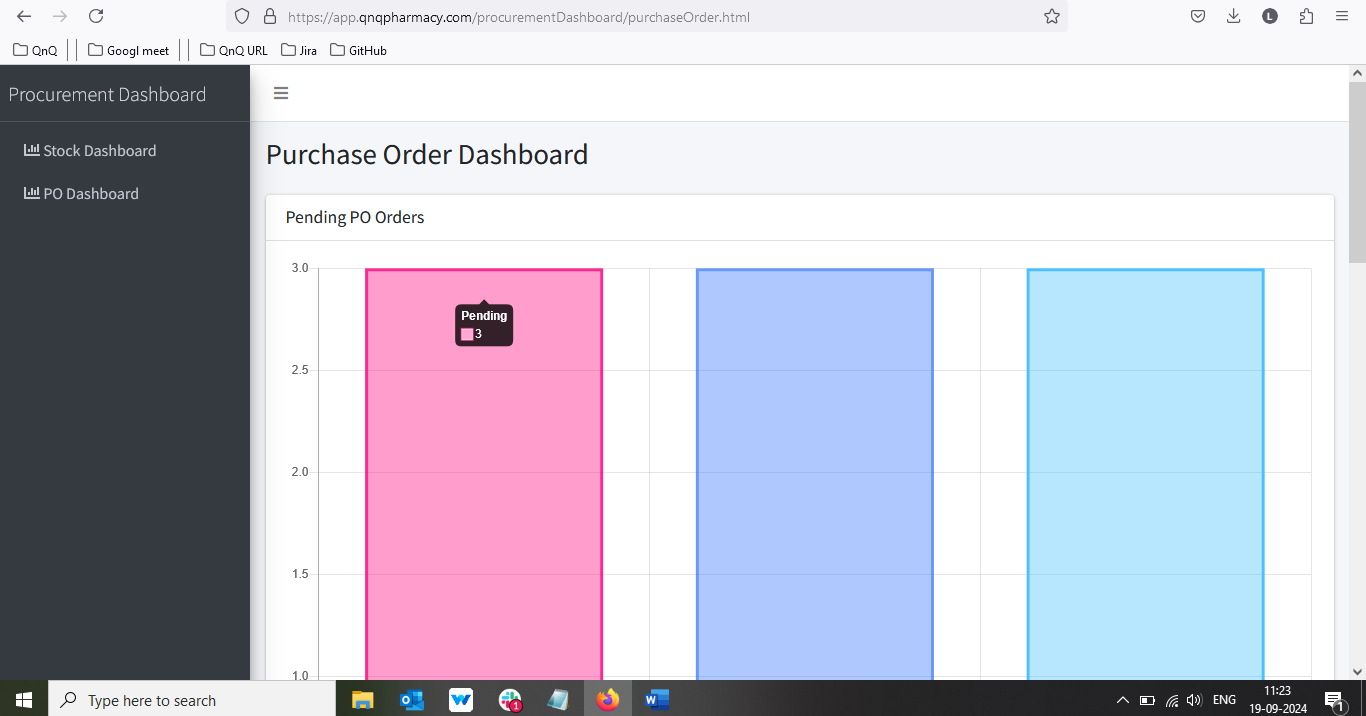 https://app.qnqpharmacy.com/procurementDashboard/purchaseOrder.html
L
QnQ
Googl meet
QnQ URL
Jira
GitHub
Procurement Dashboard
Stock Dashboard
PO Dashboard
Purchase Order Dashboard
Pending PO Orders
3.0
Pending
3
2.5
2.0
1.5
1.0
Type here to search
1
ENG
11:23
19-09-2024
1